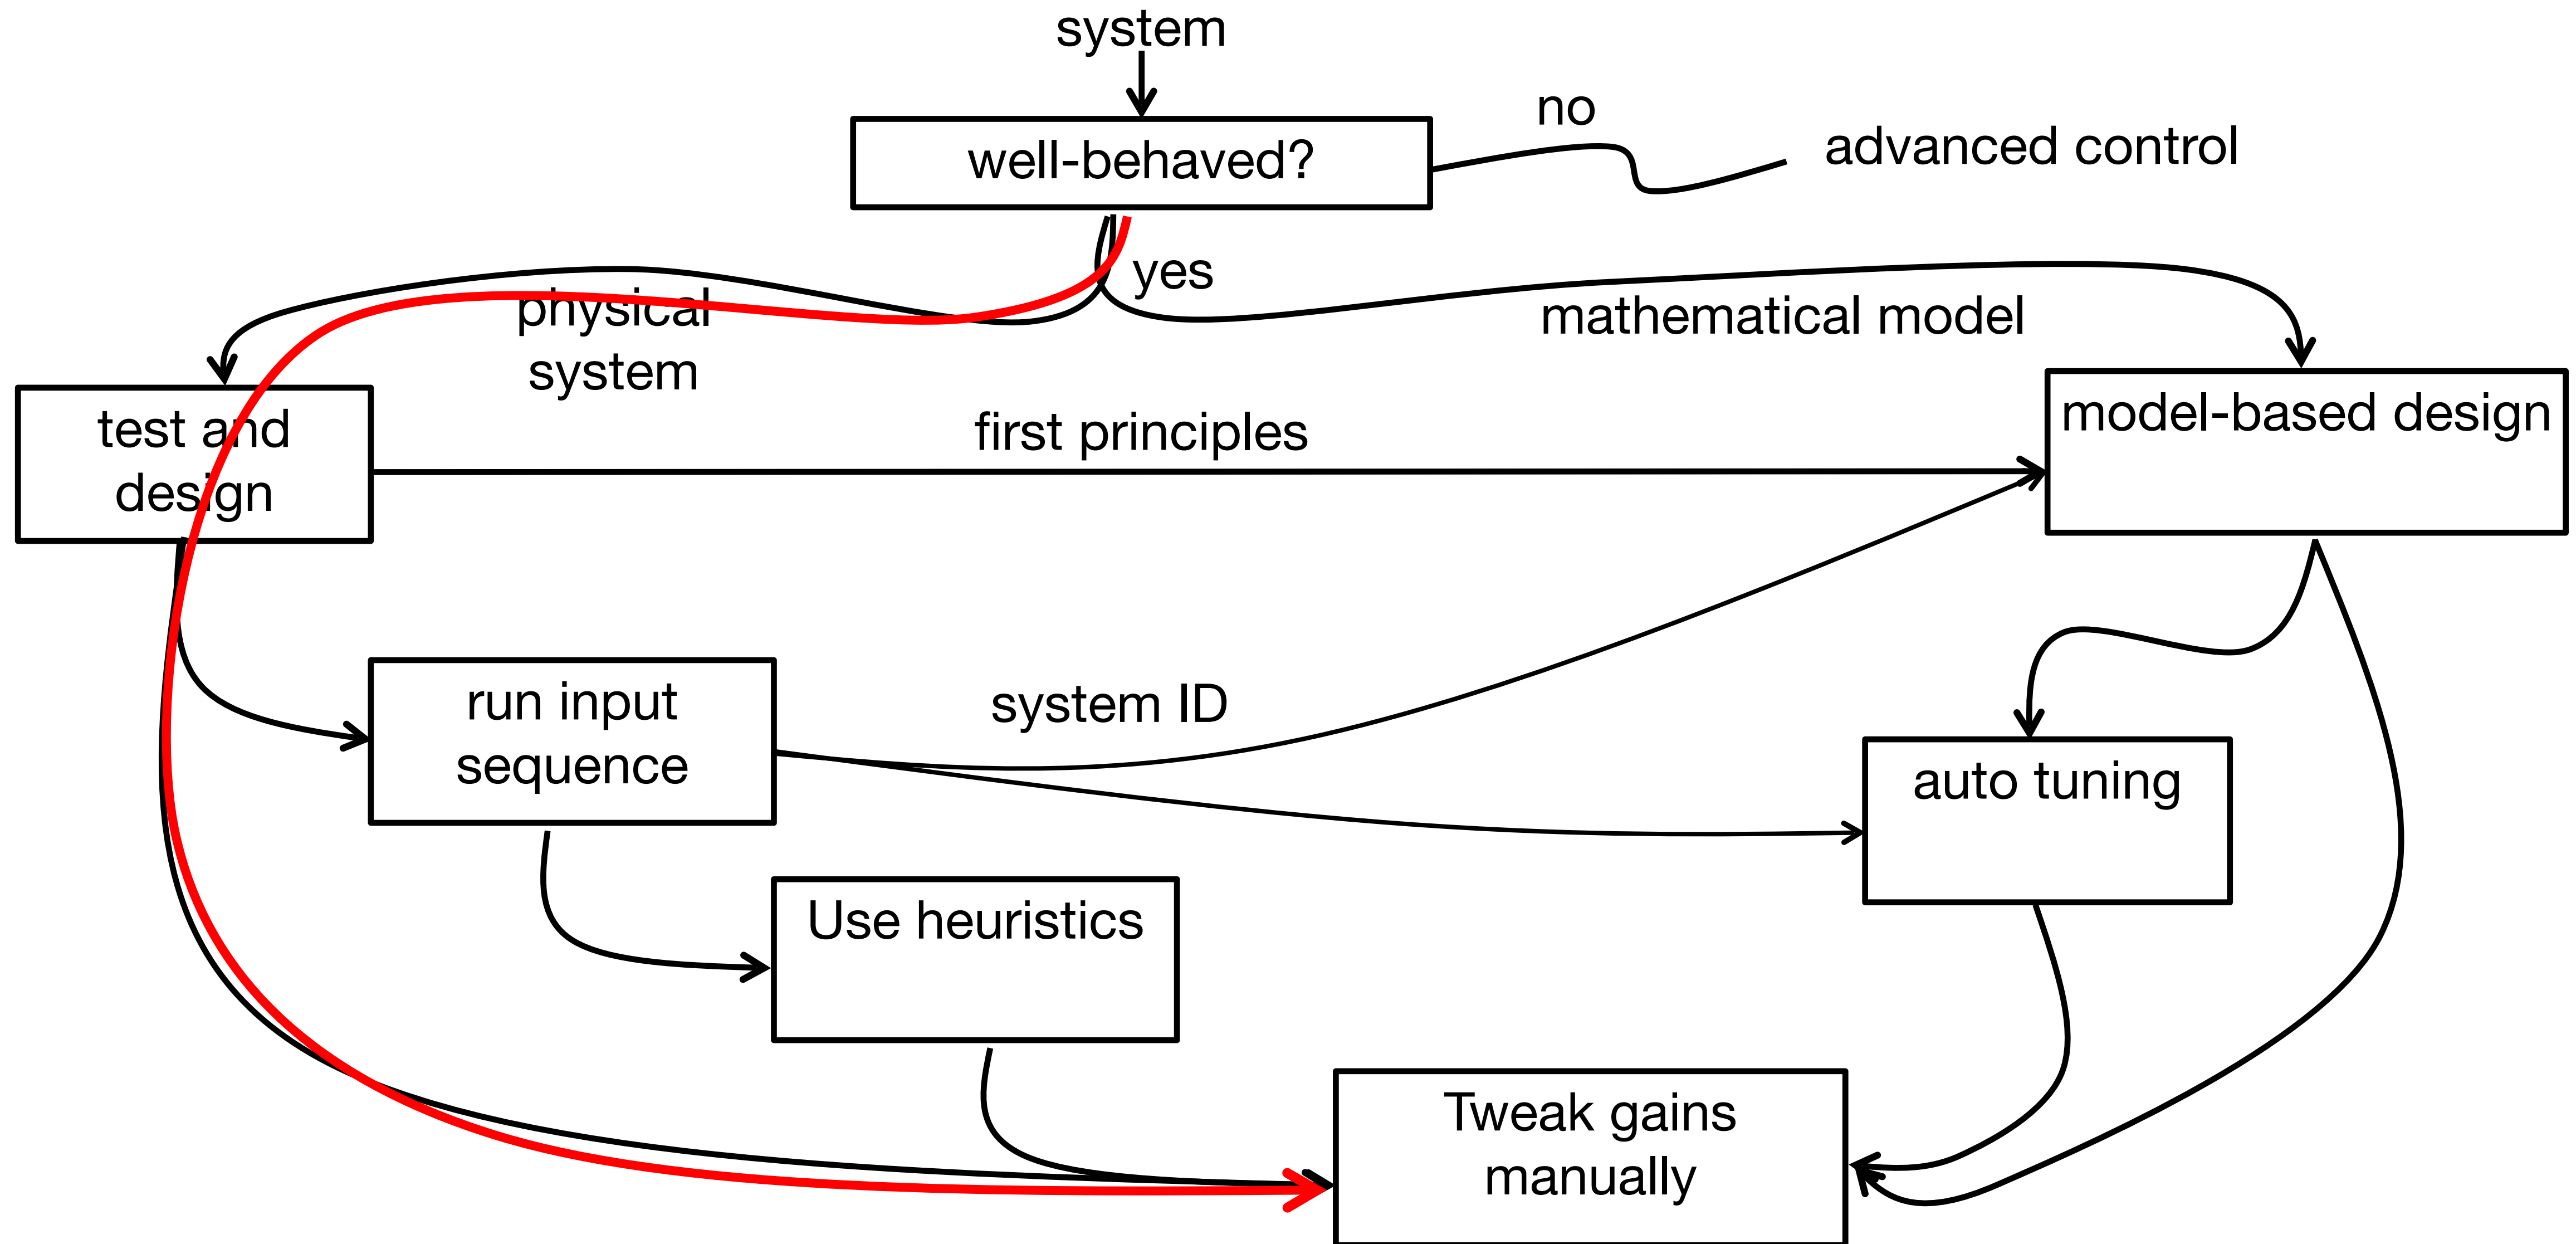 system
well-behaved?
no
advanced control
yes
physical
system
mathematical model
test and
design
first principles
model-based design
run input
sequence
system ID
auto tuning
Use heuristics
Tweak gains
manually